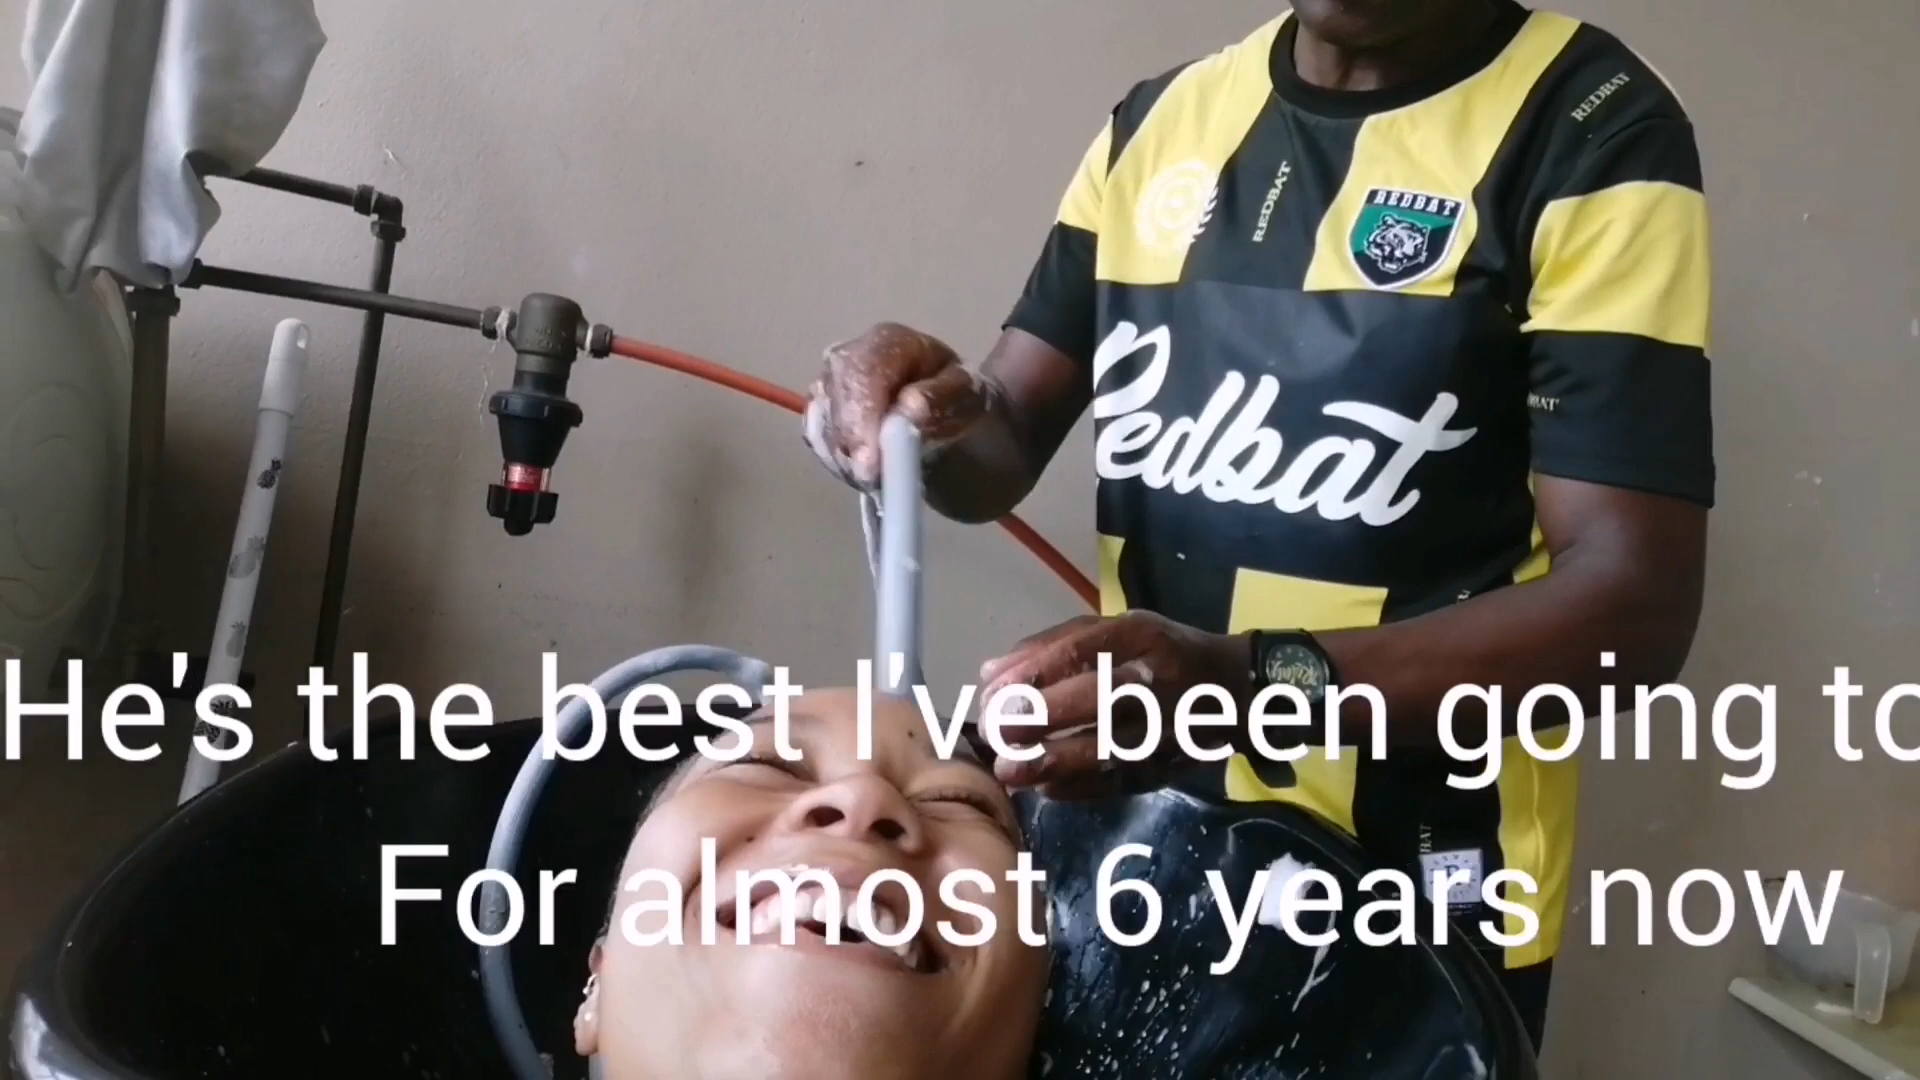 REDBAT
REDBAT
REDBAT
Redbat
He's the best I've been going to
For almost 6 years now